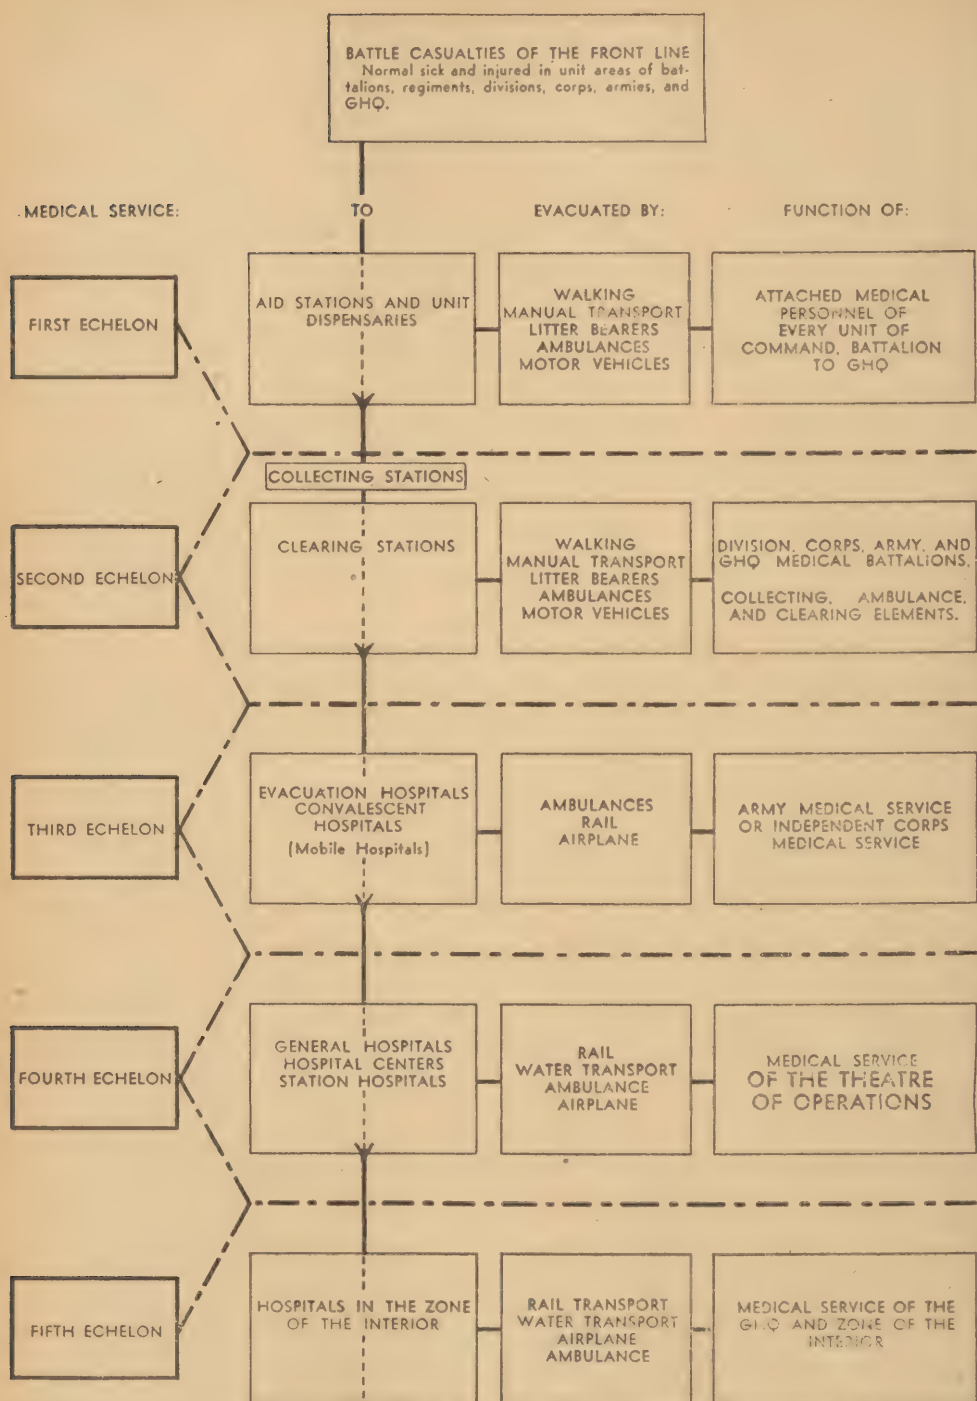 BATTLE CASUALTIES OF THE FRONT LINE
Normal sick and injured in unit areas of bat-
talions, regiments, divisions, corps, armies, and
GHQ.
MEDICAL SERVICE:
TO
EVACUATED BY:
FUNCTION OF:
FIRST ECHELON
AID STATIONS AND UNIT
DISPENSARIES
WALKING
MANUAL TRANSPORT
LITTER BEARERS
AMBULANCES
MOTOR VEHICLES
ATTACHED MEDICAL
PERSONNEL OF
EVERY UNIT OF
COMMAND, BATTALION
TO GHQ
COLLECTING STATIONS
SECOND ECHELON
CLEARING STATIONS
WALKING
MANUAL TRANSPORT
LITTER BEARERS
AMBULANCES
MOTOR VEHICLES
DIVISION, CORPS, ARMY, AND
GHQ MEDICAL BATTALIONS.
COLLECTING, AMBULANCE,
AND CLEARING ELEMENTS.
THIRD ECHELON
EVACUATION HOSPITALS
CONVALESCENT
HOSPITALS
(Mobile Hospitals)
AMBULANCES
RAIL
AIRPLANE
ARMY MEDICAL SERVICE
OR INDEPENDENT CORPS
MEDICAL SERVICE
FOURTH ECHELON
GENERAL HOSPITALS
HOSPITAL CENTERS
STATION HOSPITALS
RAIL
WATER TRANSPORT
AMBULANCE
AIRPLANE
MEDICAL SERVICE
OF THE THEATRE
OF OPERATIONS
FIFTH ECHELON
HOSPITALS IN THE ZONE
OF THE INTERIOR
RAIL TRANSPORT
WATER TRANSPORT
AIRPLANE
AMBULANCE
MEDICAL SERVICE OF THE
GHQ AND ZONE OF THE
INTERIOR